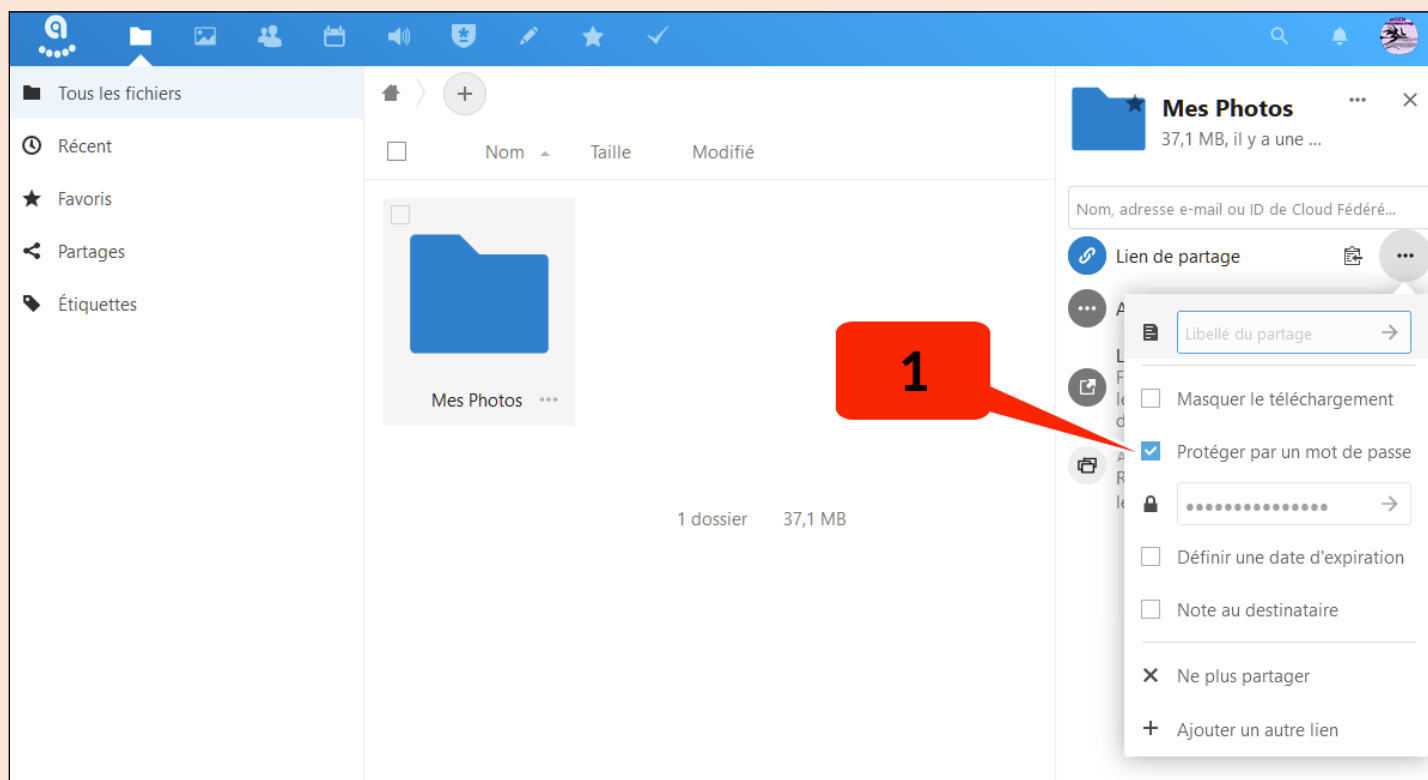 Tous les fichiers
Récent
Favoris
Partages
Étiquettes
Nom Taille Modifié
Mes Photos
1 dossier 37,1 MB
1
Mes Photos
37,1 MB, il y a une ...
Nom, adresse e-mail ou ID de Cloud Fédéré...
Lien de partage
Libellé du partage
Masquer le téléchargement
Protéger par un mot de passe
Définir une date d'expiration
Note au destinataire
Ne plus partager
Ajouter un autre lien